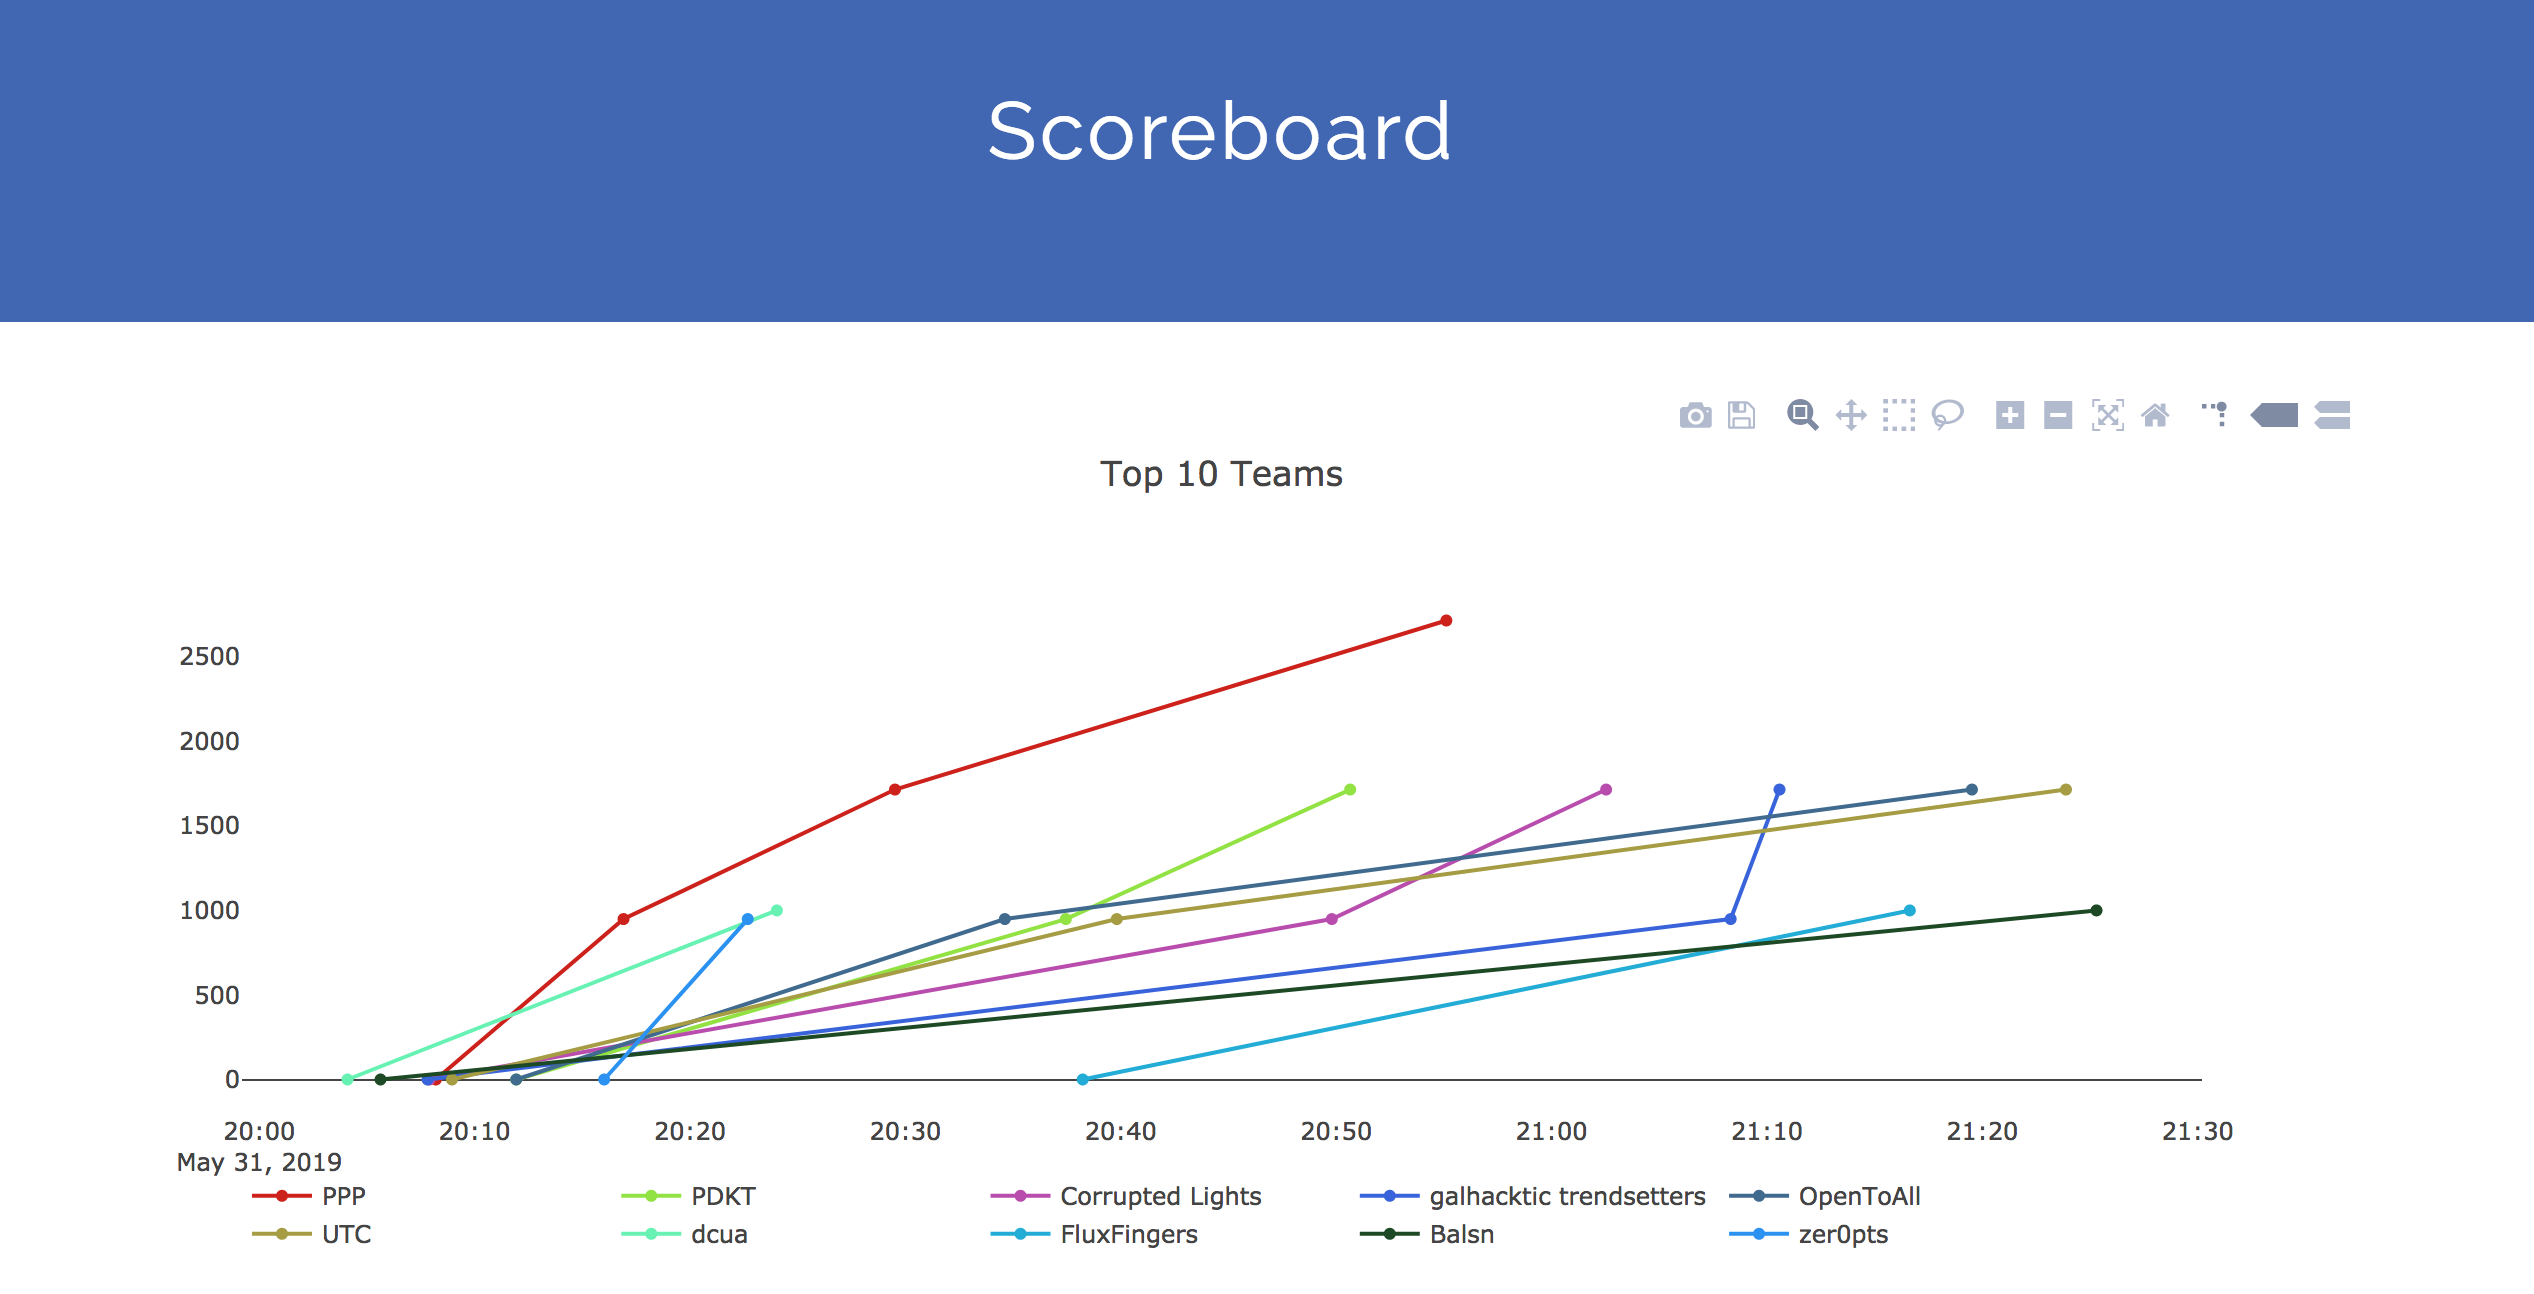 Scoreboard
Top 10 Teams
2500
2000
1500
1000
500
0
20:00 20:10 20:20 20:30 20:40 20:50 21:00 21:10 21:20 21:30
May 31, 2019
PPP PDKT Corrupted Lights galhacktic trendsetters OpenToAll
UTC dcua FluxFingers Balsn zer0pts